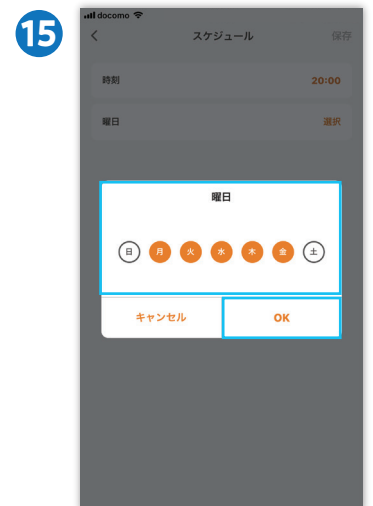 15
docomo
スケジュール 保存
時刻 20:00
曜日 選択
曜日
日 月 火 水 木 金 土
キャンセル OK